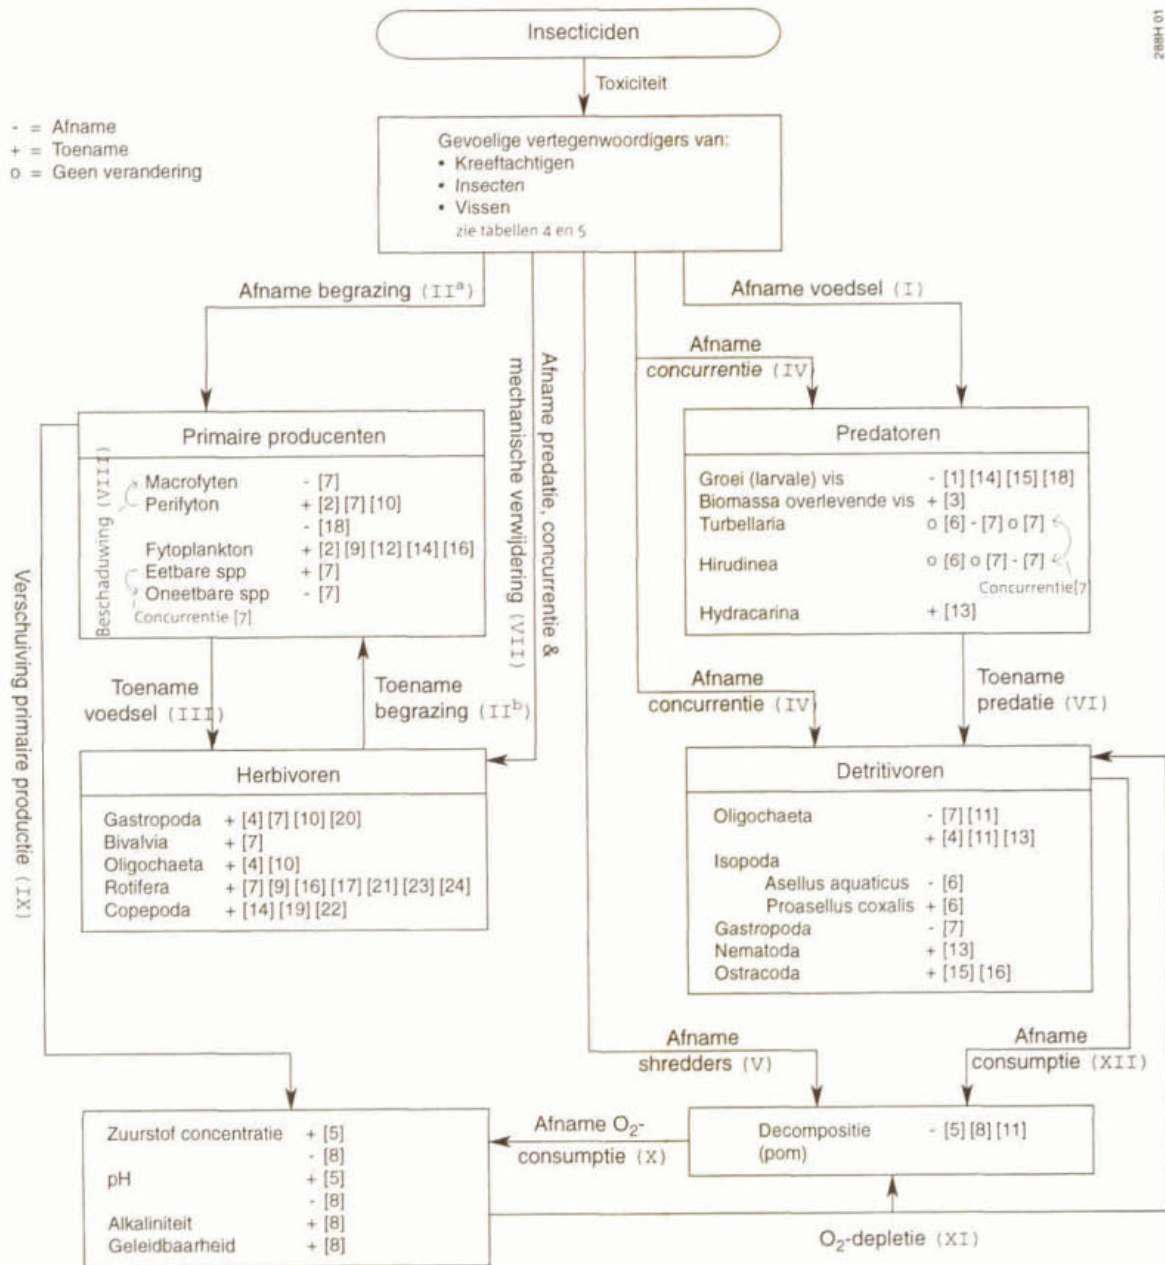 288H 01
Insecticiden
Toxiciteit
- = Afname
+ = Toename
o = Geen verandering
Gevoelige vertegenwoordigers van:
• Kreeftachtigen
• Insecten
• Vissen
zie tabellen 4 en 5
Afname begrazing (IIa)
Afname voedsel (I)
Afname predatie, concurrentie &
mechanische verwijdering (VII)
Afname
concurrentie (IV)
Primaire producenten
Beschaduwing (VIII)
Macrofyten - [7]
Perifyton + [2] [7] [10]
- [18]
Fytoplankton + [2] [9] [12] [14] [16]
Eetbare spp + [7]
Oneetbare spp - [7]
Concurrentie [7]
Predatoren
Groei (larvale) vis - [1] [14] [15] [18]
Biomassa overlevende vis + [3]
Turbellaria o [6] - [7] o [7]
Hirudinea o [6] o [7] - [7]
Concurrentie[7
Hydracarina + [13]
Verschuiving primaire productie (IX)
Toename
voedsel (III)
Toename
begrazing (IIb)
Afname
concurrentie (IV)
Toename
predatie (VI)
Herbivoren
Gastropoda + [4] [7] [10] [20]
Bivalvia + [7]
Oligochaeta + [4] [10]
Rotifera + [7] [9] [16] [17] [21] [23] [24]
Copepoda + [14] [19] [22]
Detritivoren
Oligochaeta - [7] [11]
+ [4] [11] [13]
Isopoda
Asellus aquaticus - [6]
Proasellus coxalis + [6]
Gastropoda - [7]
Nematoda + [13]
Ostracoda + [15] [16]
Afname
shredders (V)
Afname
consumptie (XII)
Zuurstof concentratie + [5]
- [8]
pH + [5]
- [8]
Alkaliniteit + [8]
Geleidbaarheid + [8]
Afname O2-
consumptie (X)
Decompositie - [5] [8] [11]
(pom)
O2-depletie (XI)